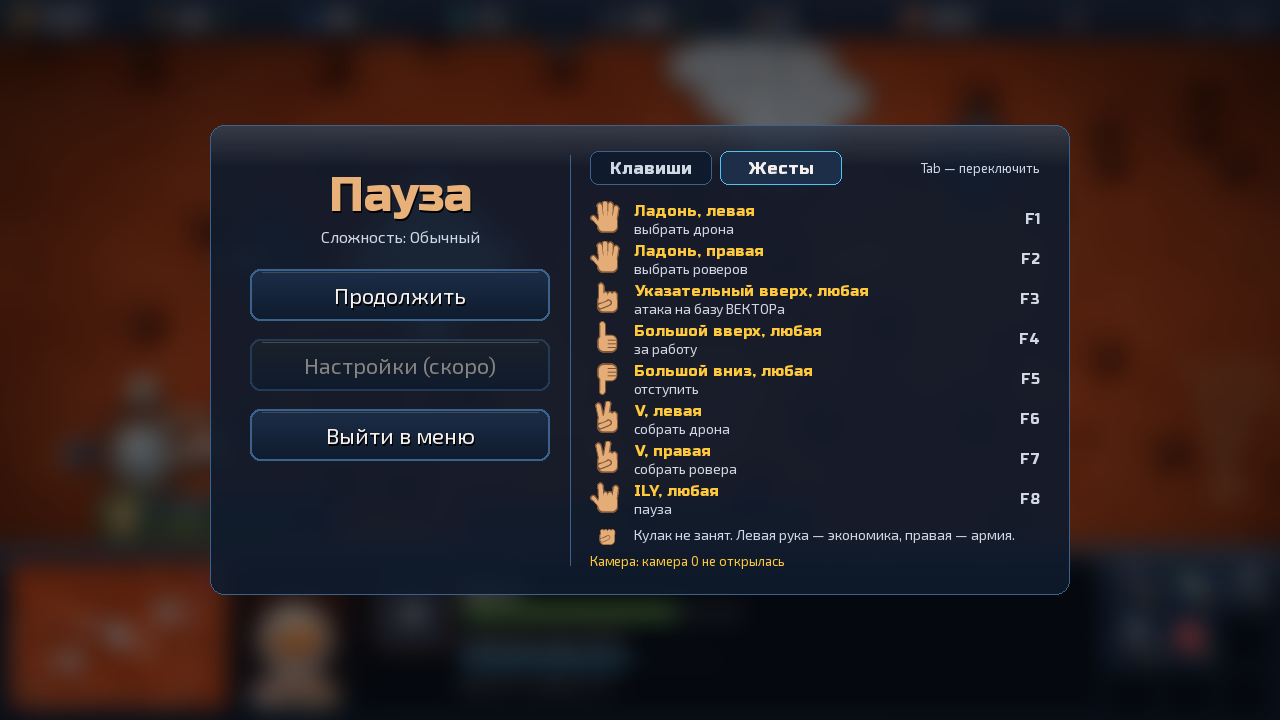 Пауза
Сложность: Обычный
Продолжить
Настройки (скоро)
Выйти в меню
Клавиши
Жесты
Tab — переключить
Ладонь, левая
выбрать дрона
F1
Ладонь, правая
выбрать роверов
F2
Указательный вверх, любая
атака на базу ВЕКТОРа
F3
Большой вверх, любая
за работу
F4
Большой вниз, любая
отступить
F5
V, левая
собрать дрона
F6
V, правая
собрать ровера
F7
ILY, любая
пауза
F8
Кулак не занят. Левая рука — экономика, правая — армия.
Камера: камера 0 не открылась